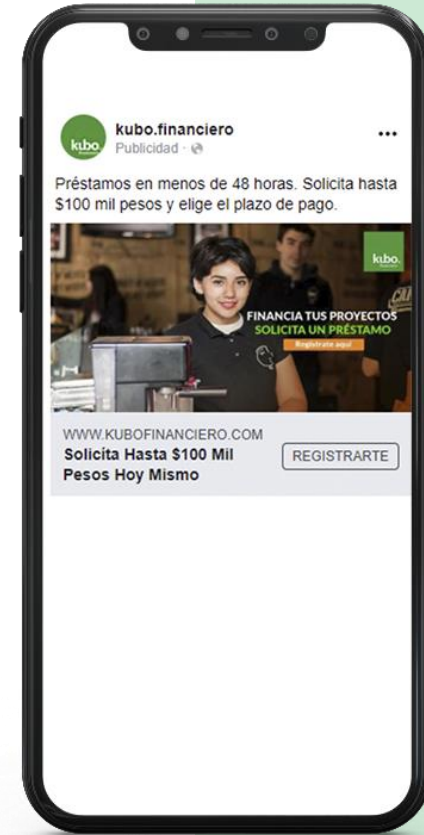 kubo.
kubo.financiero
Publicidad
Préstamos en menos de 48 horas. Solicita hasta
$100 mil pesos y elige el plazo de pago.
kubo.
FINANCIA TUS PROYECTOS
SOLICITA UN PRÉSTAMO
Regístrate aquí
WWW.KUBOFINANCIERO.COM
Solicita Hasta $100 Mil
Pesos Hoy Mismo
REGISTRARTE